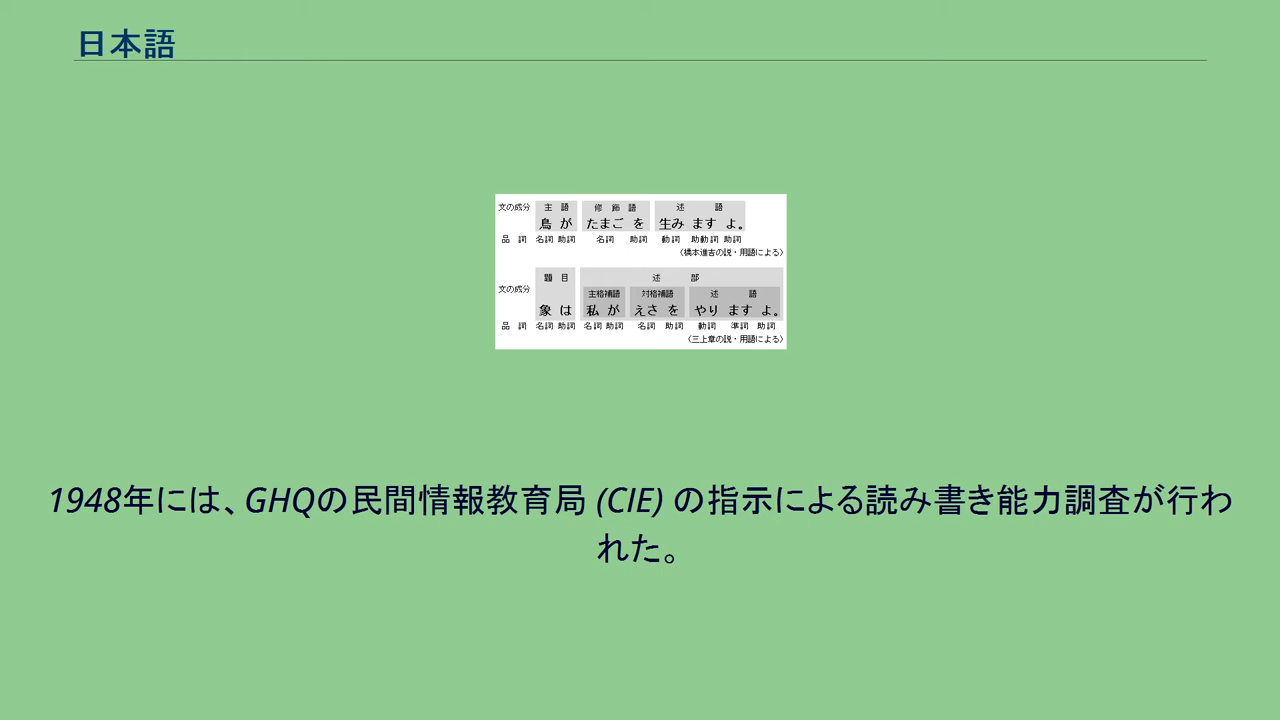 日本語
文の成分 主語 修飾語 述語
鳥が たまごを 生みますよ。
品詞 名詞 助詞 名詞 助詞 動詞 助動詞 助詞
(橋本進吉の説・用語による)
題目 述部
文の成分 主格補語 対格補語 述語
象は 私が えさを やりますよ。
品詞 名詞 助詞 名詞 助詞 名詞 助詞 動詞 準詞 助詞
(三上章の説・用語による)
1948年には、GHQの民間情報教育局 (CIE) の指示による読み書き能力調査が行わ
れた。